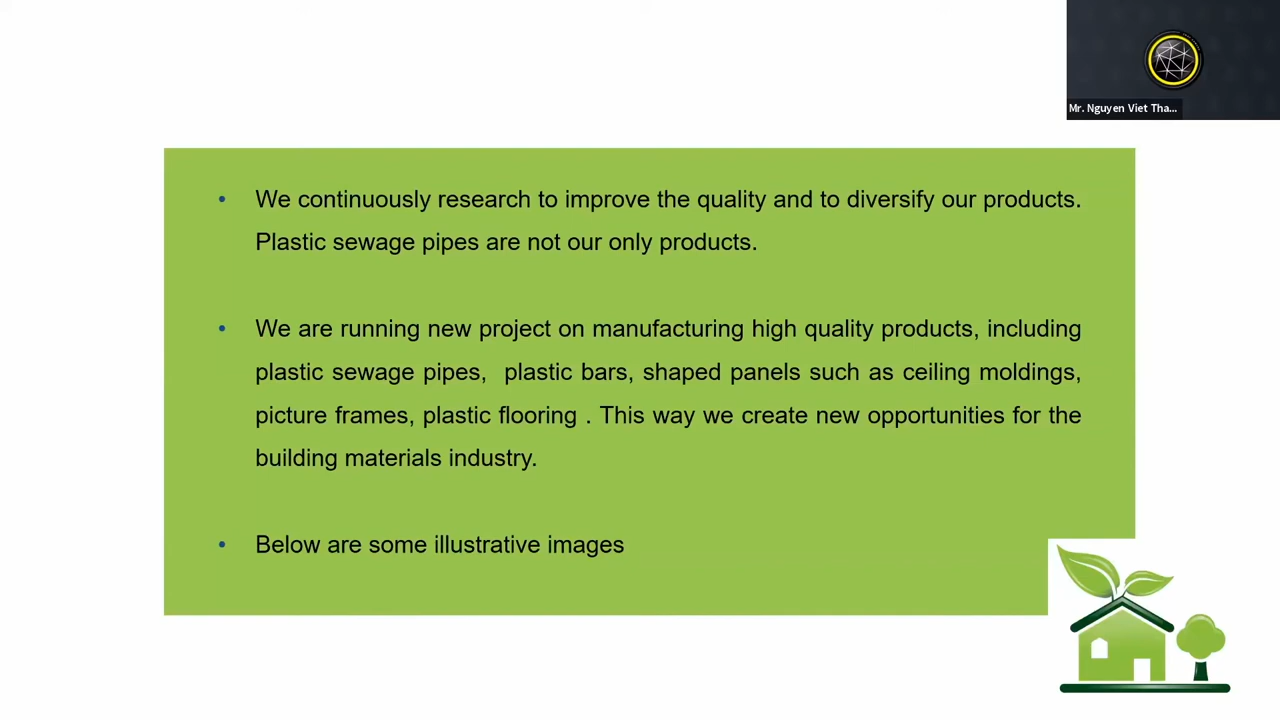 Mr. Nguyen Viet Tha...
• We continuously research to improve the quality and to diversify our products.
Plastic sewage pipes are not our only products.
• We are running new project on manufacturing high quality products, including
plastic sewage pipes,  plastic bars, shaped panels such as ceiling moldings,
picture frames, plastic flooring . This way we create new opportunities for the
building materials industry.
• Below are some illustrative images